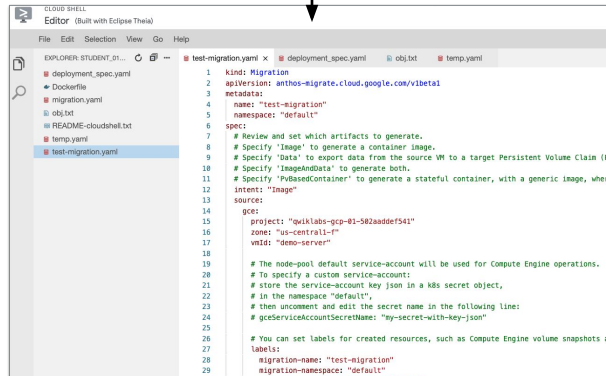 CLOUD SHELL
Editor (Built with Eclipse Theia)
File Edit Selection View Go Help
EXPLORER: STUDENT_01...
deployment_spec.yaml
Dockerfile
migration.yaml
obj.txt
README-cloudshell.txt
temp.yaml
test-migration.yaml
test-migration.yaml × deployment_spec.yaml obj.txt temp.yaml
1 kind: Migration
2 apiVersion: anthos-migrate.cloud.google.com/v1beta1
3 metadata:
4 name: "test-migration"
5 namespace: "default"
6 spec:
7 # Review and set which artifacts to generate.
8 # Specify 'Image' to generate a container image.
9 # Specify 'Data' to export data from the source VM to a target Persistent Volume Claim (
10 # Specify 'ImageAndData' to generate both.
11 # Specify 'PvBasedContainer' to generate a stateful container, with a generic image, whe
12 intent: "Image"
13 source:
14 gce:
15 project: "qwiklabs-gcp-01-502aaddef541"
16 zone: "us-central1-f"
17 vmId: "demo-server"
18
19 # The node-pool default service-account will be used for Compute Engine operations.
20 # To specify a custom service-account:
21 # store the service-account key json in a k8s secret object,
22 # in the namespace "default",
23 # then uncomment and edit the secret name in the following line:
24 # gceServiceAccountSecretName: "my-secret-with-key-json"
25
26 # You can set labels for created resources, such as Compute Engine volume snapshots a
27 labels:
28 migration-name: "test-migration"
29 migration-namespace: "default"